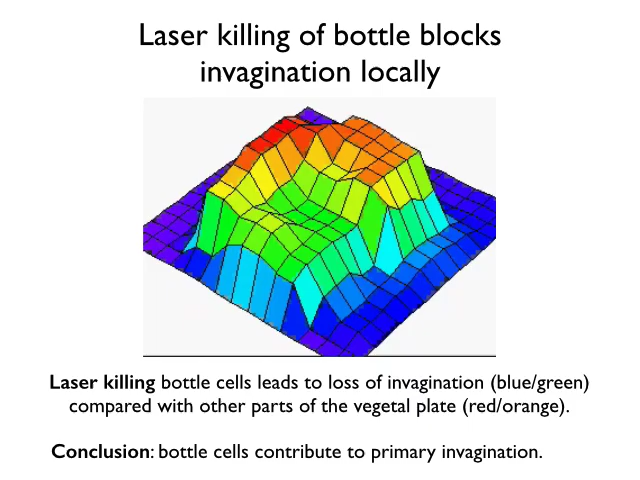 Laser killing of bottle blocks
invagination locally
Laser killing bottle cells leads to loss of invagination (blue/green)
compared with other parts of the vegetal plate (red/orange).
Conclusion: bottle cells contribute to primary invagination.